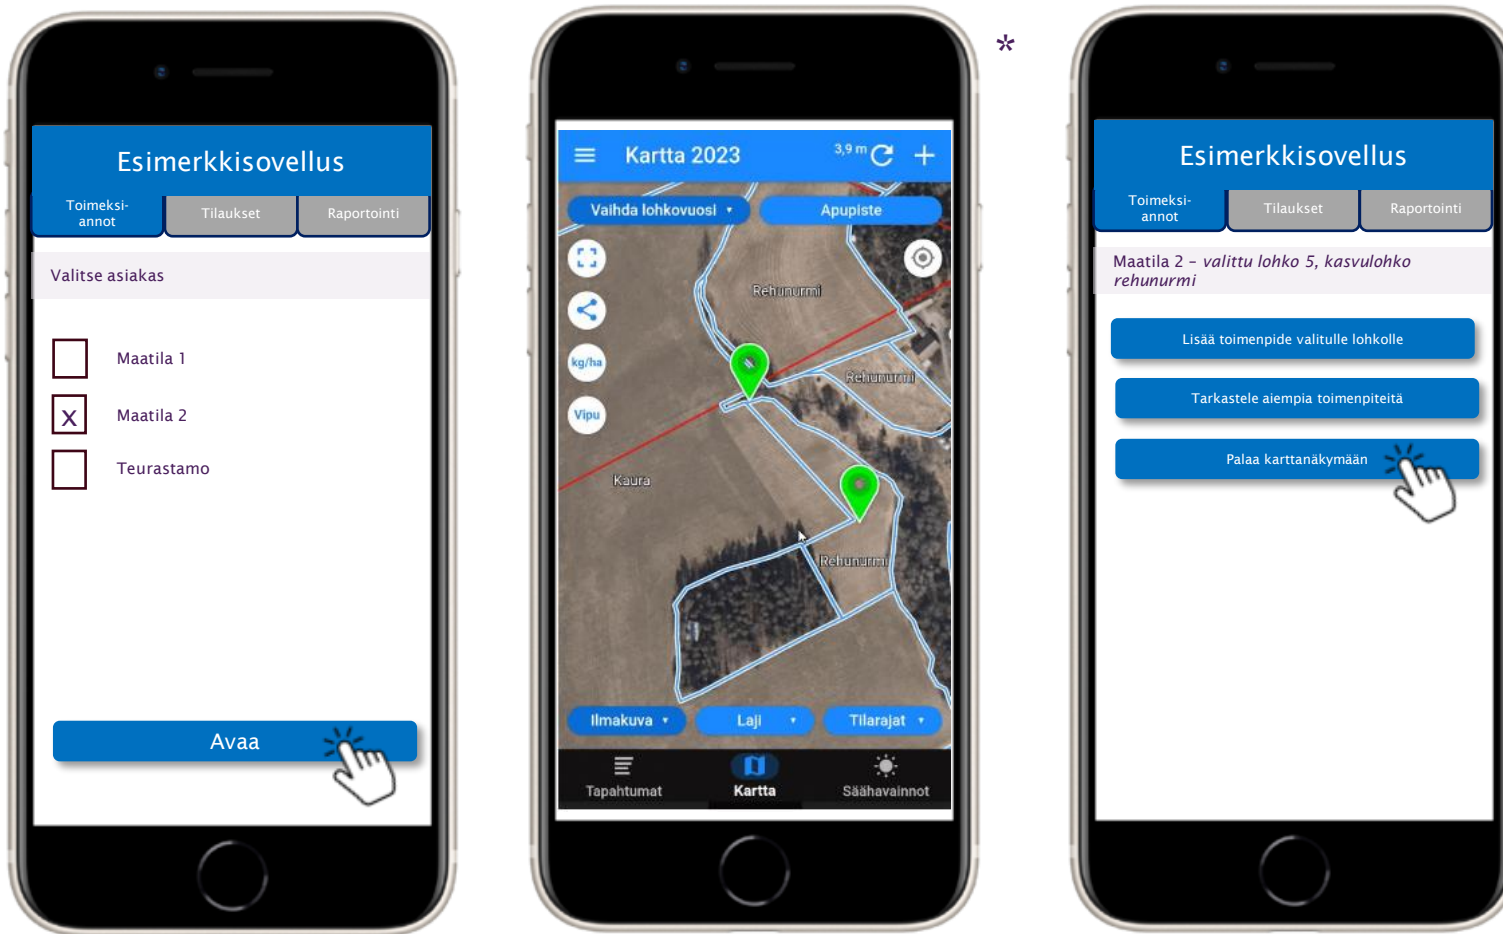 Esimerkkisovellus
Toimeksi-
annot
Tilaukset
Raportointi
Valitse asiakas
Maatila 1
x
Maatila 2
Teurastamo
Avaa
*
Kartta 2023
3,9 m
Vaihda lohkovuosi
Apupiste
Rehunurmi
kg/ha
Rehunurmi
Vipu
Kaura
Rehunurmi
Ilmakuva
Laji
Tilarajat
Tapahtumat
Kartta
Säähavainnot
Esimerkkisovellus
Toimeksi-
annot
Tilaukset
Raportointi
Maatila 2 – valittu lohko 5, kasvulohko
rehunurmi
Lisää toimenpide valitulle lohkolle
Tarkastele aiempia toimenpiteitä
Palaa karttanäkymään